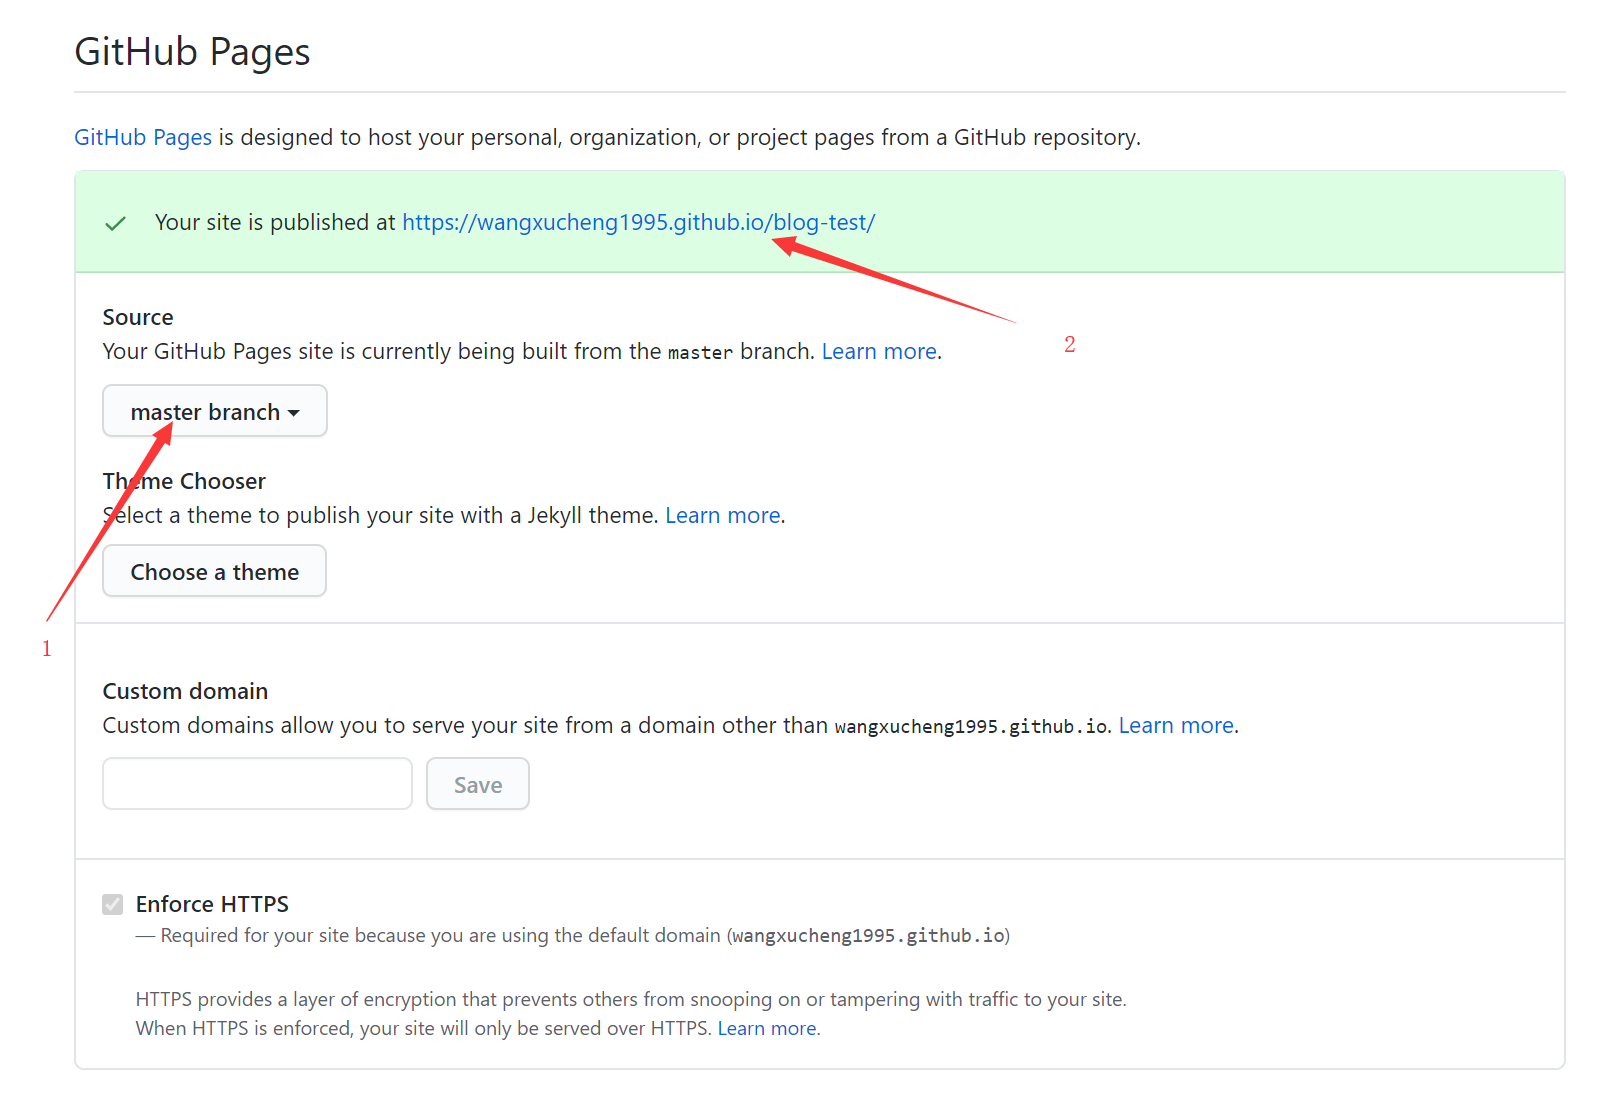 GitHub Pages
GitHub Pages is designed to host your personal, organization, or project pages from a GitHub repository.
Your site is published at https://wangxucheng1995.github.io/blog-test/
Source
Your GitHub Pages site is currently being built from the master branch. Learn more.
2
master branch
Theme Chooser
Select a theme to publish your site with a Jekyll theme. Learn more.
Choose a theme
1
Custom domain
Custom domains allow you to serve your site from a domain other than wangxucheng1995.github.io. Learn more.
Save
Enforce HTTPS
— Required for your site because you are using the default domain (wangxucheng1995.github.io)
HTTPS provides a layer of encryption that prevents others from snooping on or tampering with traffic to your site.
When HTTPS is enforced, your site will only be served over HTTPS. Learn more.